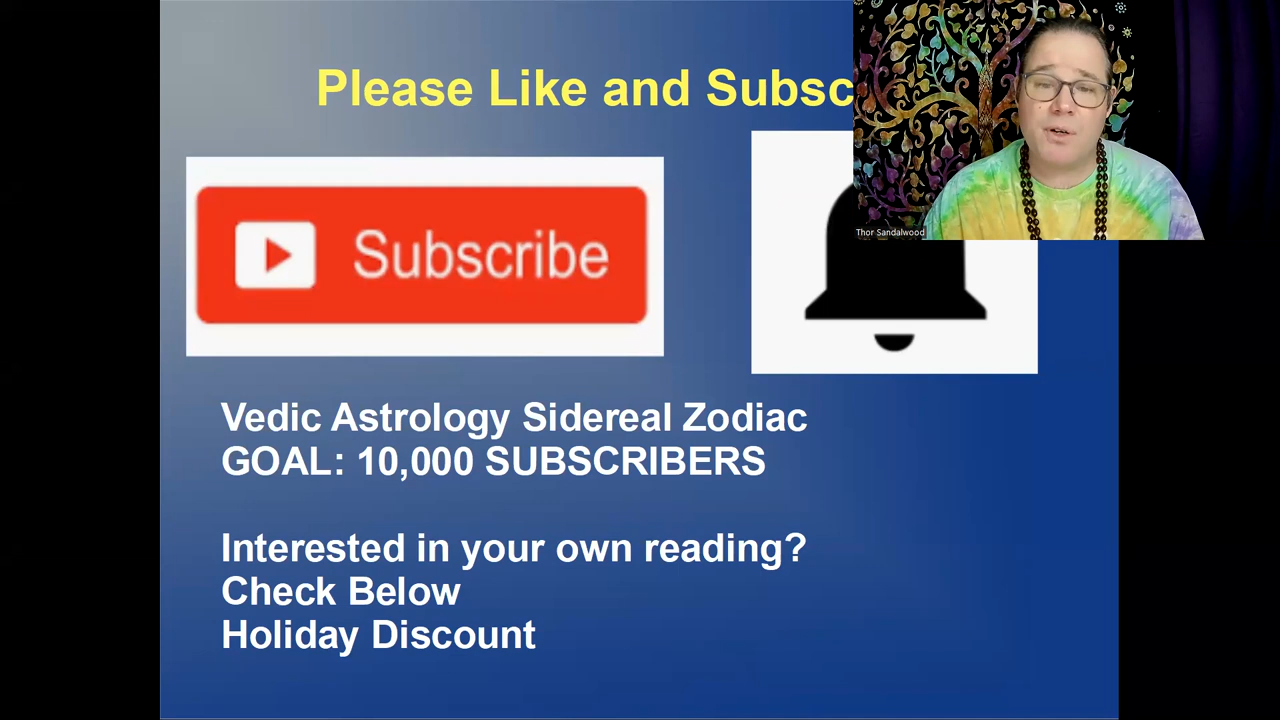 Please Like and Subsc
Subscribe
Thor Sandalwood
Vedic Astrology Sidereal Zodiac
GOAL: 10,000 SUBSCRIBERS
Interested in your own reading?
Check Below
Holiday Discount